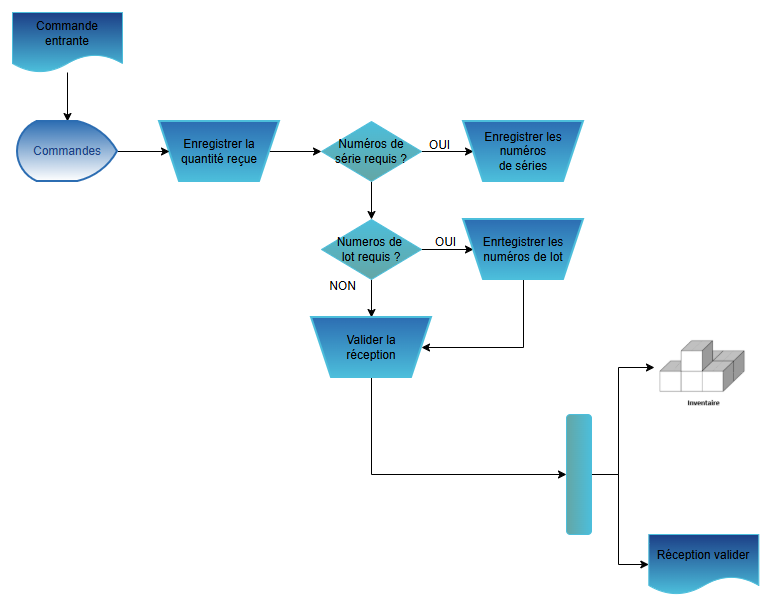 Commande
entrante
Commandes
Enregistrer la
quantité reçue
Numéros de
série requis ?
OUI
Enregistrer les
numéros
de séries
Numeros de
lot requis ?
OUI
Enrtegistrer les
numéros de lot
NON
Valider la
réception
Inventaire
Réception valider